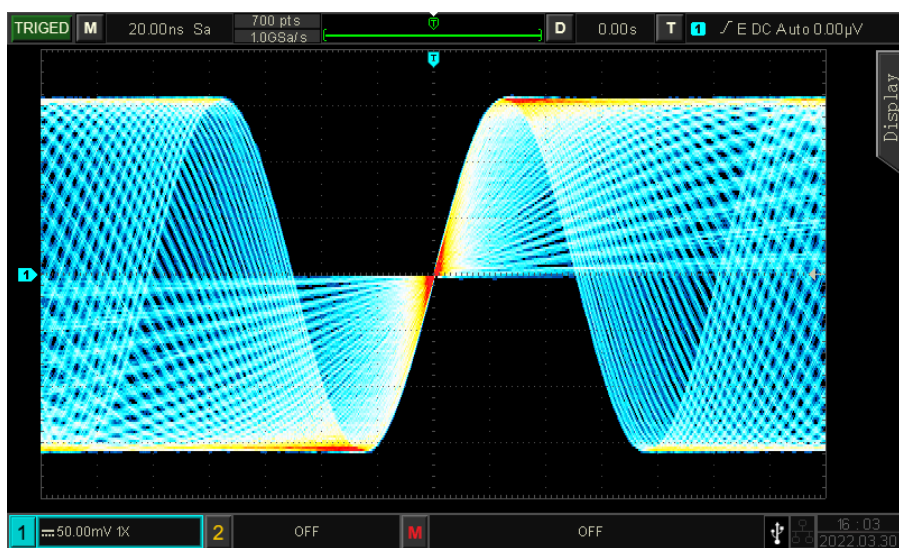 TRIGED M 20.00ns Sa 700 pts D 0.00s T 1 E DC Auto 0.00μV
1.0GSa/s
T
T
Display
1
1 50.00mV 1X 2 OFF M OFF 16:03
2022.03.30